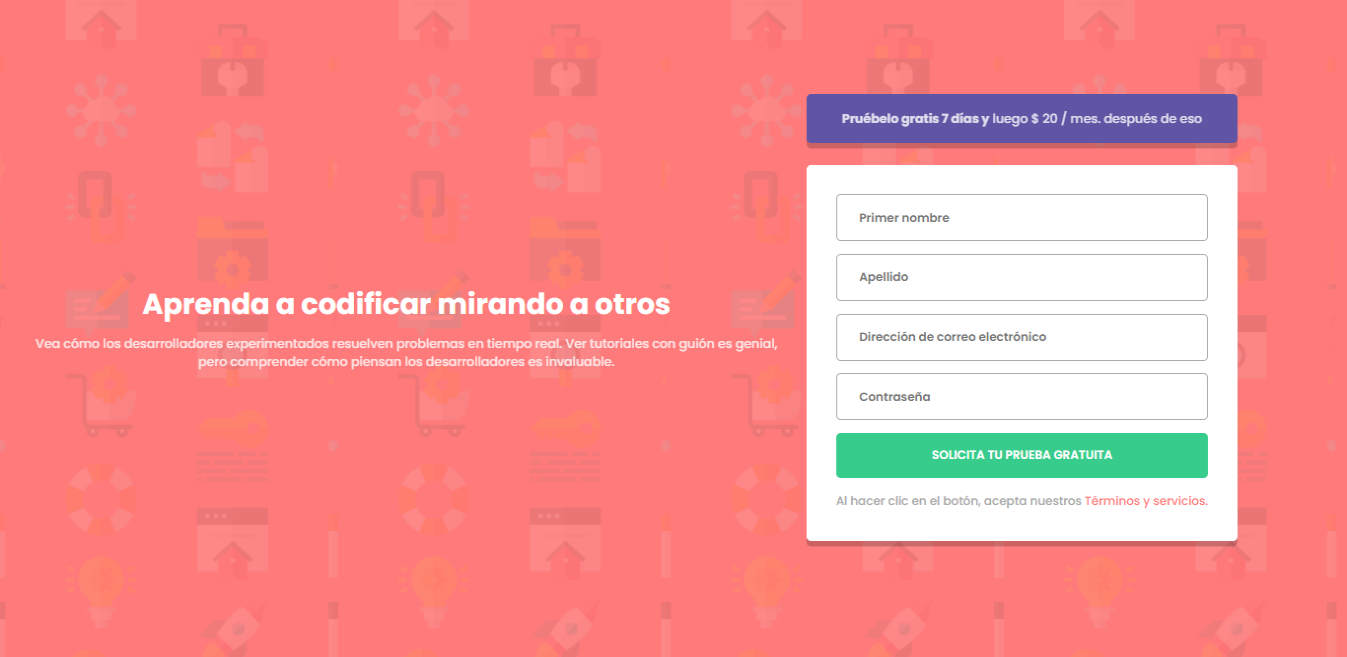 Aprenda a codificar mirando a otros
Vea cómo los desarrolladores experimentados resuelven problemas en tiempo real. Ver tutoriales con guión es genial,
pero comprender cómo piensan los desarrolladores es invaluable.
Pruébelo gratis 7 días y luego $ 20 / mes. después de eso
Primer nombre
Apellido
Dirección de correo electrónico
Contraseña
SOLICITA TU PRUEBA GRATUITA
Al hacer clic en el botón, acepta nuestros Términos y servicios.